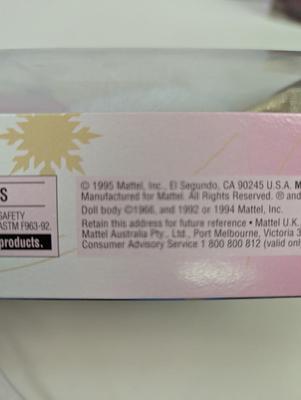 S
SAFETY
ASTM F963-92.
products.
© 1995 Mattel, Inc., El Segundo, CA 90245 U.S.A. M
Manufactured for Mattel. All Rights Reserved. ® and
Doll body ©1966, and 1992 or 1994 Mattel, Inc.
Retain this address for future reference • Mattel U.K.
Mattel Australia Pty., Ltd., Port Melbourne, Victoria 3
Consumer Advisory Service 1 800 800 812 (valid only